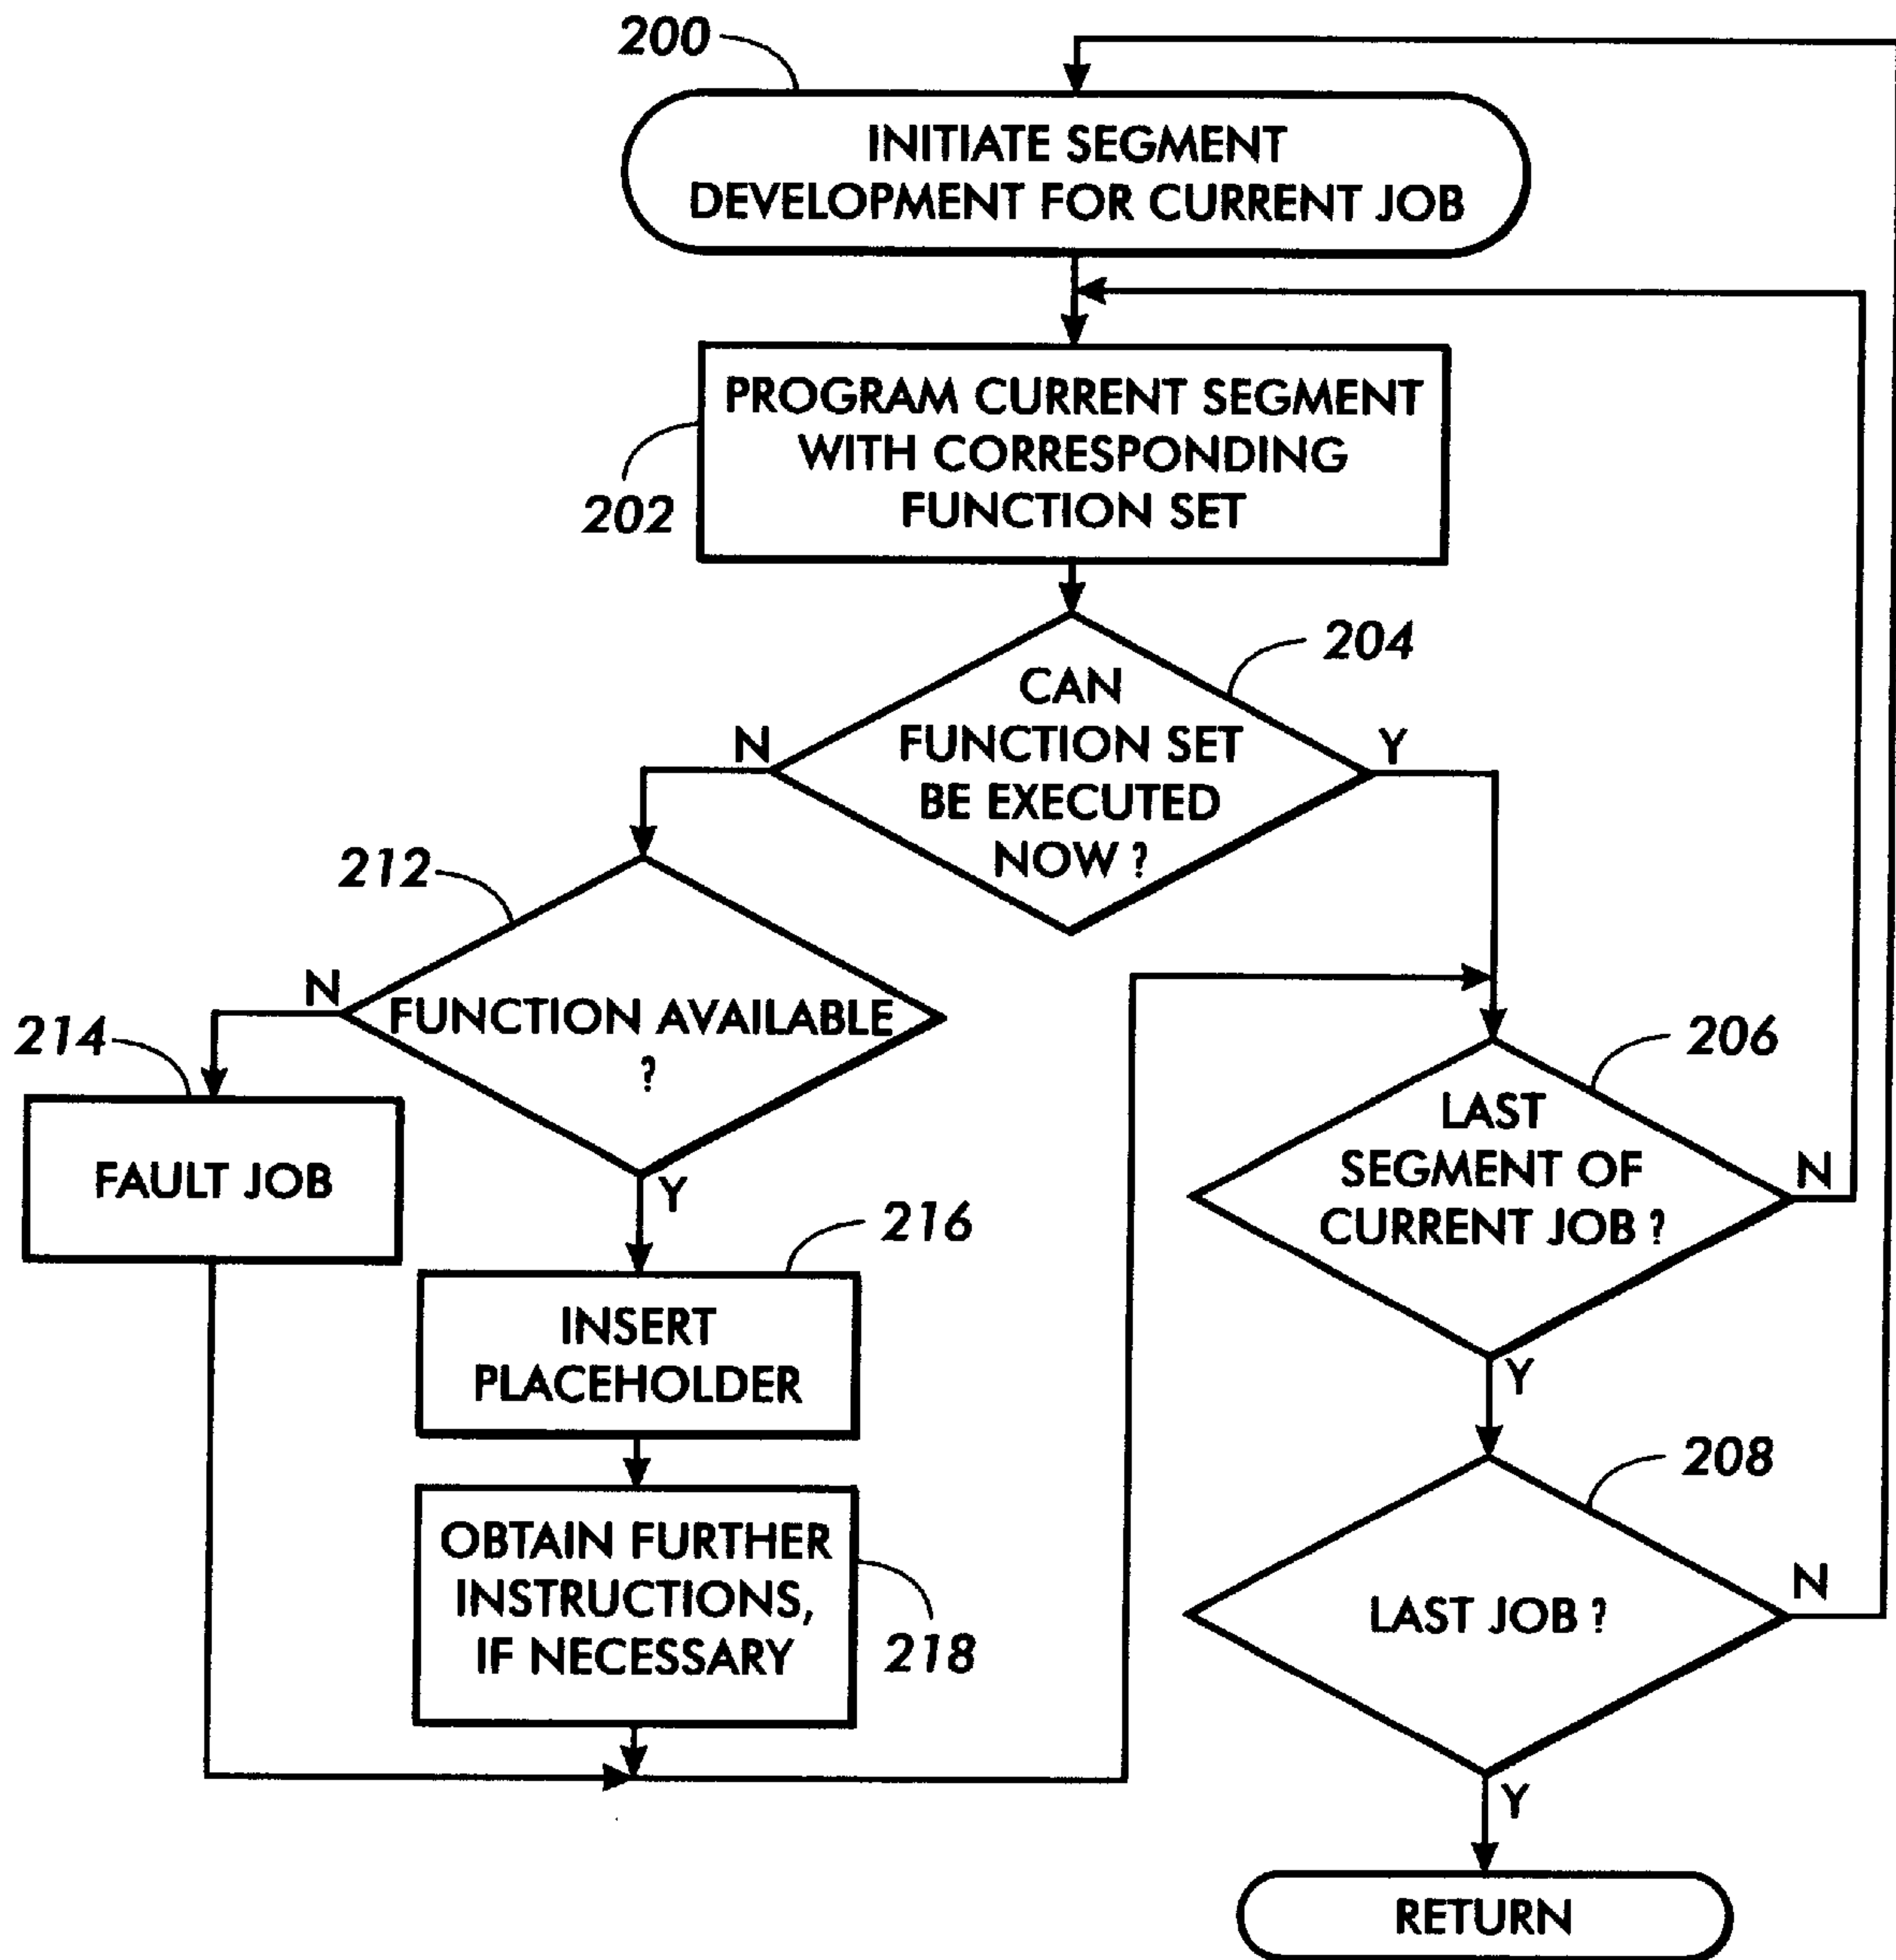 200
INITIATE SEGMENT
DEVELOPMENT FOR CURRENT JOB
PROGRAM CURRENT SEGMENT
WITH CORRESPONDING
FUNCTION SET
202
204
CAN
FUNCTION SET
BE EXECUTED
NOW ?
N
Y
212
FUNCTION AVAILABLE
?
N
Y
214
FAULT JOB
216
INSERT
PLACEHOLDER
OBTAIN FURTHER
INSTRUCTIONS,
IF NECESSARY
218
206
LAST
SEGMENT OF
CURRENT JOB ?
N
Y
208
LAST JOB ?
N
Y
RETURN